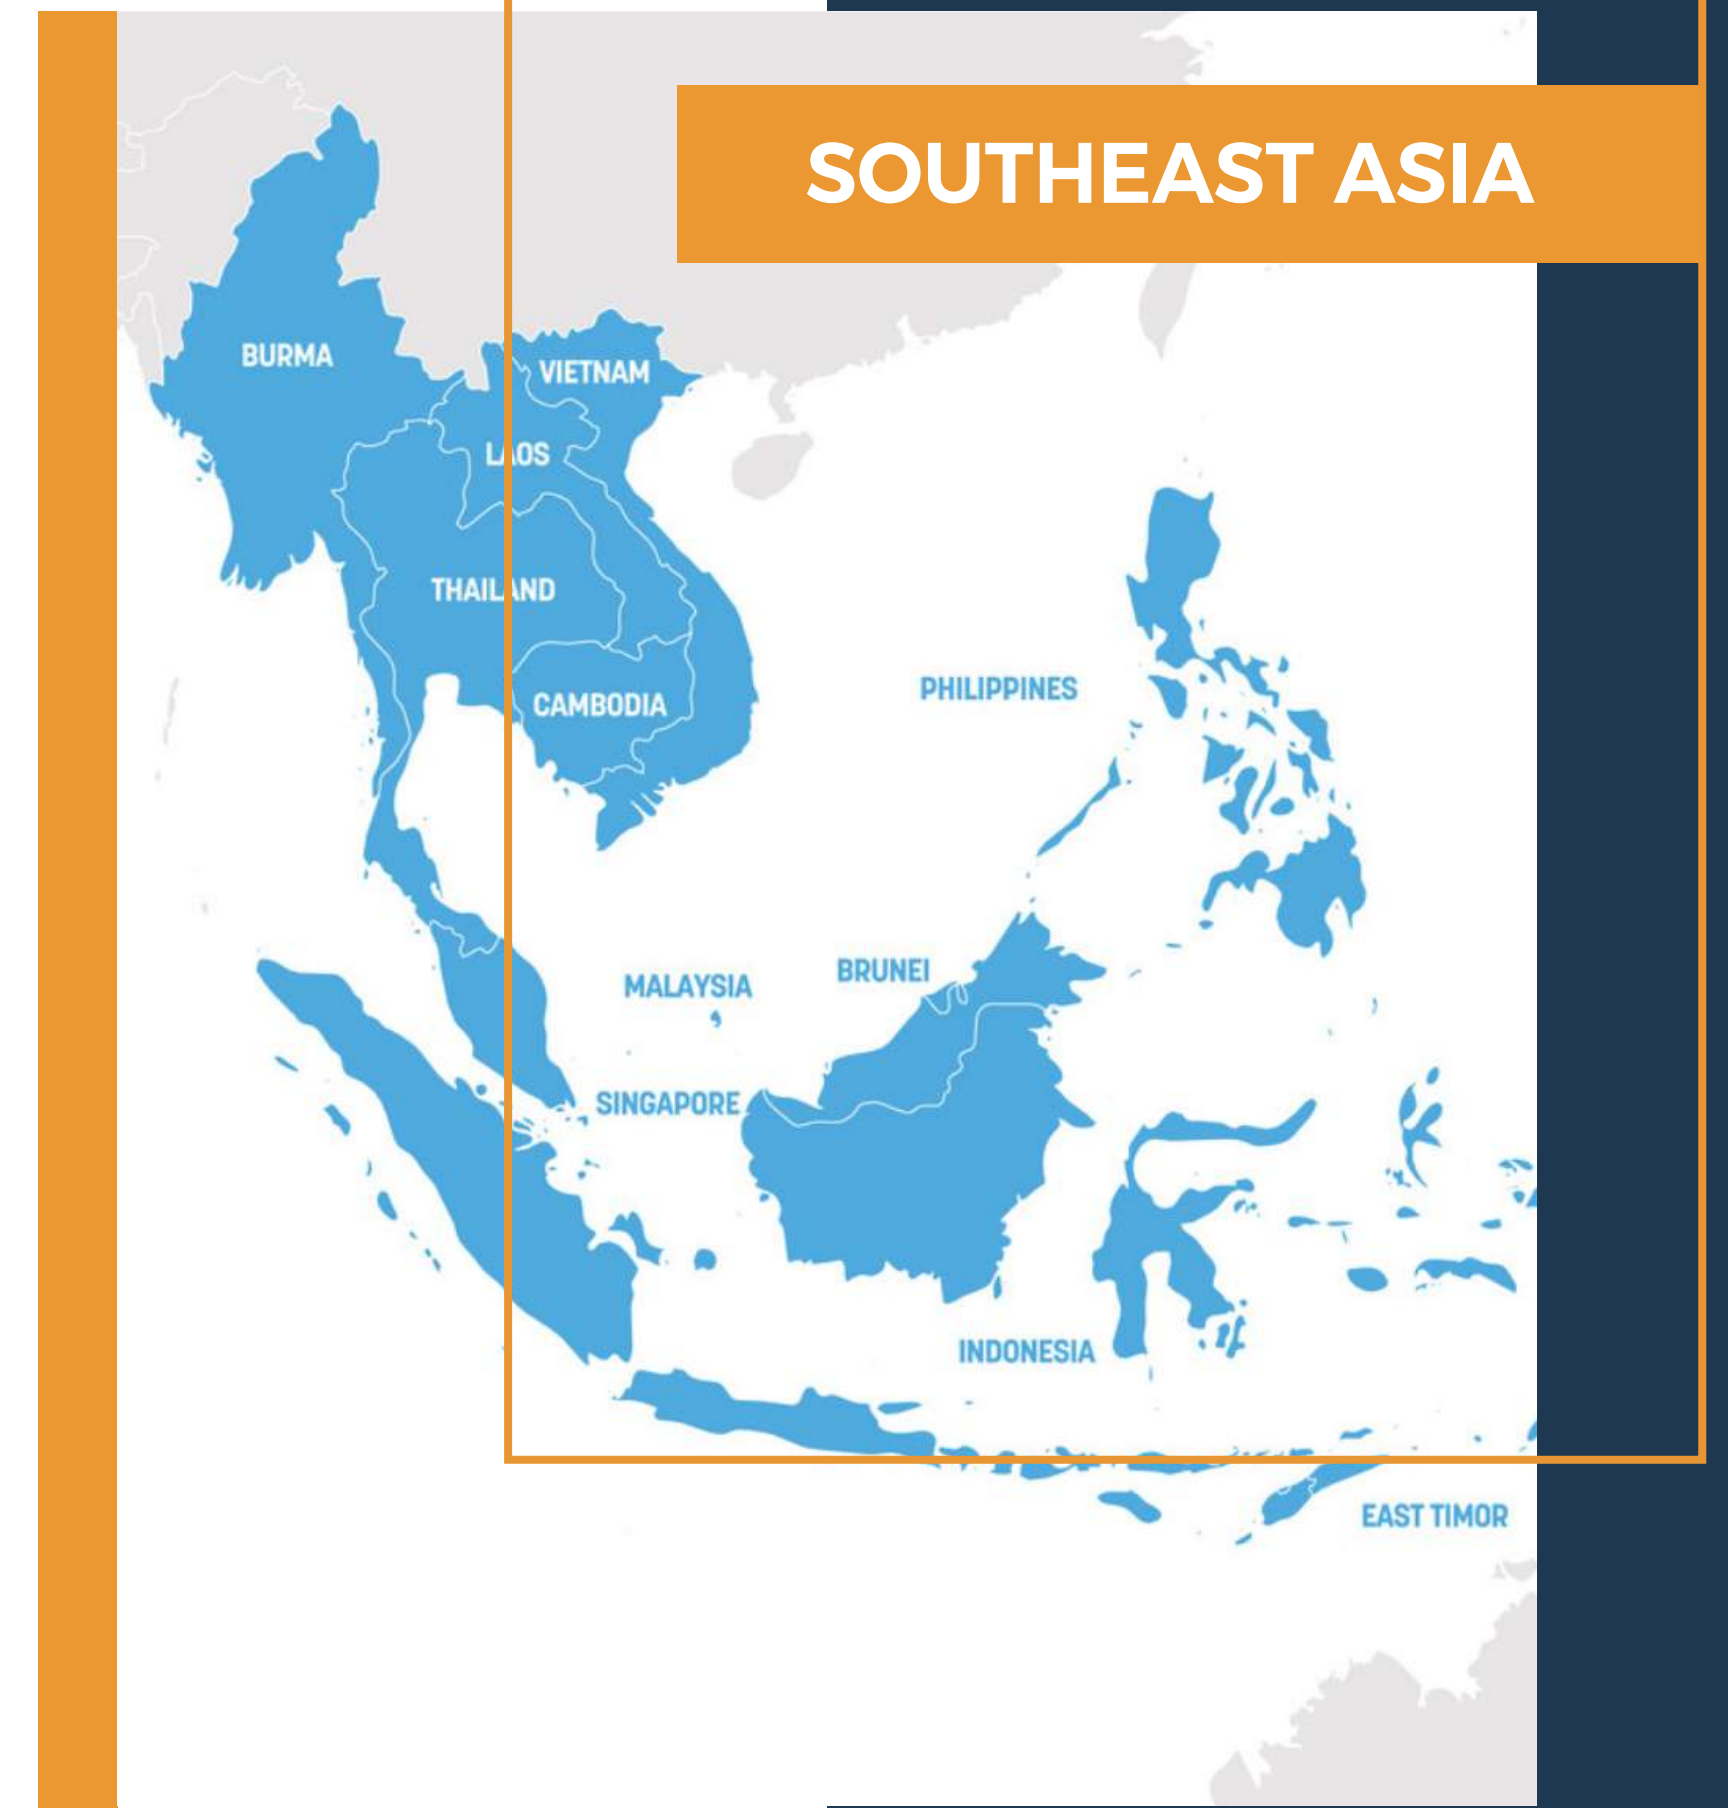 SOUTHEAST ASIA
BURMA
VIETNAM
LAOS
THAILAND
PHILIPPINES
CAMBODIA
BRUNEI
MALAYSIA
SINGAPORE
INDONESIA
EAST TIMOR